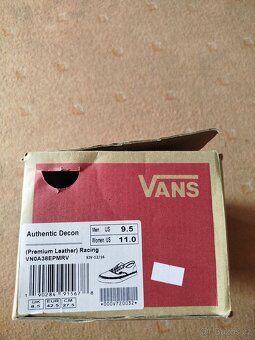 VANS
Authentic Decon
Men US 9.5
Women US 11.0
(Premium Leather) Racing
VN0A38EPMRV
UK EUR CM
8.5 42.5 27.5
*0004720032*